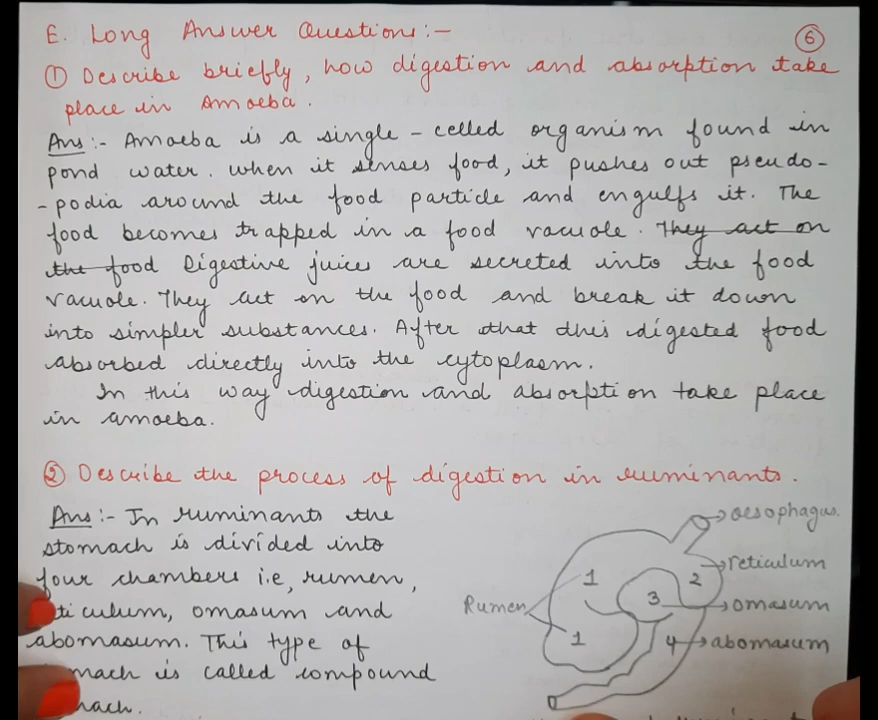 E. Long Answer Questions:-
6
① Describe briefly, how digestion and absorption take
place in Amoeba.
Ans:- Amoeba is a single-celled organism found in
pond water. when it senses food, it pushes out pseudo-
-podia around the food particle and engulfs it. The
food becomes trapped in a food vacuole. They act on
the food Digestive juices are secreted into the food
vacuole. They act on the food and break it down
into simpler substances. After that this digested food
absorbed directly into the cytoplasm.
In this way digestion and absorption take place
in amoeba.
② Describe the process of digestion in ruminants.
Ans:- In ruminants the
stomach is divided into
four chambers i.e, rumen,
ticulum, omasum and
abomasum. This type of
mach is called compound
mach.
oesophagus.
reticulum
omasum
abomasum
Rumen
1
2
3
1
4